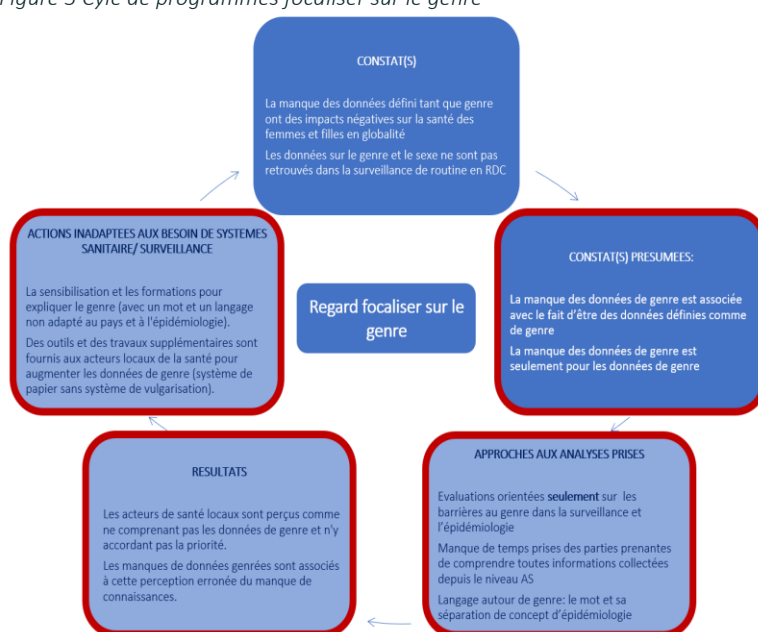 Figure 3 Cyle de programmes focaliser sur le genre
CONSTAT(S)
La manque des données défini tant que genre
ont des impacts négatives sur la santé des
femmes et filles en globalité
Les données sur le genre et le sexe ne sont pas
retrouvés dans la surveillance de routine en RDC
CONSTAT(S) PRESUMEES:
La manque des données de genre est associée
avec le fait d'être des données définies comme
de genre
La manque des données de genre est
seulement pour les données de genre
APPROCHES AUX ANALYSES PRISES
Evaluations orientées seulement sur les
barrières au genre dans la surveillance et
l'épidémiologie
Manque de temps prises des parties prenantes
de comprendre toutes informations collectées
depuis le niveau AS
Langage autour de genre: le mot et sa
séparation de concept d'épidémiologie
RESULTATS
Les acteurs de santé locaux sont perçus comme
ne comprenant pas les données de genre et n'y
accordant pas la priorité.
Les manques de données genrées sont associés
à cette perception erronée du manque de
connaissances.
ACTIONS INADAPTEES AUX BESOIN DE SYSTEMES
SANITAIRE/ SURVEILLANCE
La sensibilisation et les formations pour
expliquer le genre (avec un mot et un langage
non adapté au pays et à l'épidémiologie).
Des outils et des travaux supplémentaires sont
fournis aux acteurs locaux de la santé pour
augmenter les données de genre (système de
papier sans système de vulgarisation).
Regard focaliser sur le
genre